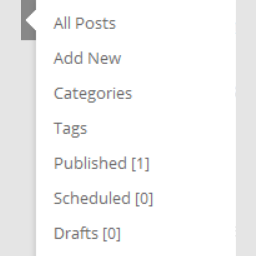 All Posts
Add New
Categories
Tags
Published [1]
Scheduled [0]
Drafts [0]